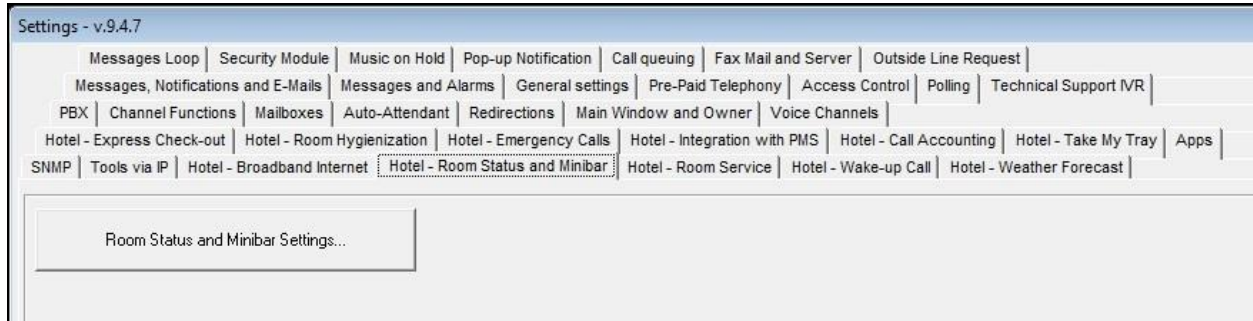 Settings - v.9.4.7
Messages Loop Security Module Music on Hold Pop-up Notification Call queuing Fax Mail and Server Outside Line Request
Messages, Notifications and E-Mails Messages and Alarms General settings Pre-Paid Telephony Access Control Polling Technical Support IVR
PBX Channel Functions Mailboxes Auto-Attendant Redirections Main Window and Owner Voice Channels
Hotel - Express Check-out Hotel - Room Hygienization Hotel - Emergency Calls Hotel - Integration with PMS Hotel - Call Accounting Hotel - Take My Tray Apps
SNMP Tools via IP Hotel - Broadband Internet Hotel - Room Status and Minibar Hotel - Room Service Hotel - Wake-up Call Hotel - Weather Forecast
Room Status and Minibar Settings...